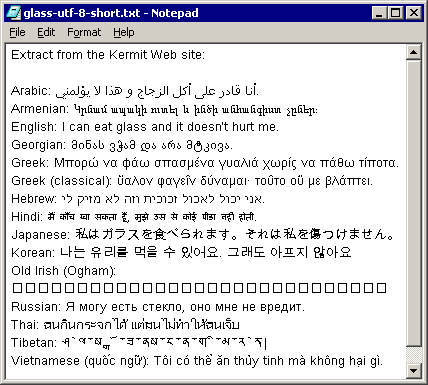 glass-utf-8-short.txt - Notepad
File Edit Format Help
Extract from the Kermit Web site:
Arabic: أنا قادر على أكل الزجاج و هذا لا يؤلمني.
Armenian: Կրնամ ապակի ուտել և ինծի անհանգիստ չըներ։
English: I can eat glass and it doesn't hurt me.
Georgian: მინას ვჭამ და არა მტკივა.
Greek: Μπορώ να φάω σπασμένα γυαλιά χωρίς να πάθω τίποτα.
Greek (classical): ὕαλον φαγεῖν δύναμαι· τοῦτο οὔ με βλάπτει.
Hebrew: אני יכול לאכול זכוכית וזה לא מזיק לי.
Hindi: मैं काँच खा सकता हूँ, मुझे उस से कोई पीडा नहीं होती.
Japanese: 私はガラスを食べられます。それは私を傷つけません。
Korean: 나는 유리를 먹을 수 있어요. 그래도 아프지 않아요
Old Irish (Ogham):
Russian: Я могу есть стекло, оно мне не вредит.
Thai: ฉันกินกระจกได้ แต่มันไม่ทำให้ฉันเจ็บ
Tibetan:
Vietnamese (quốc ngữ): Tôi có thể ăn thủy tinh mà không hại gì.